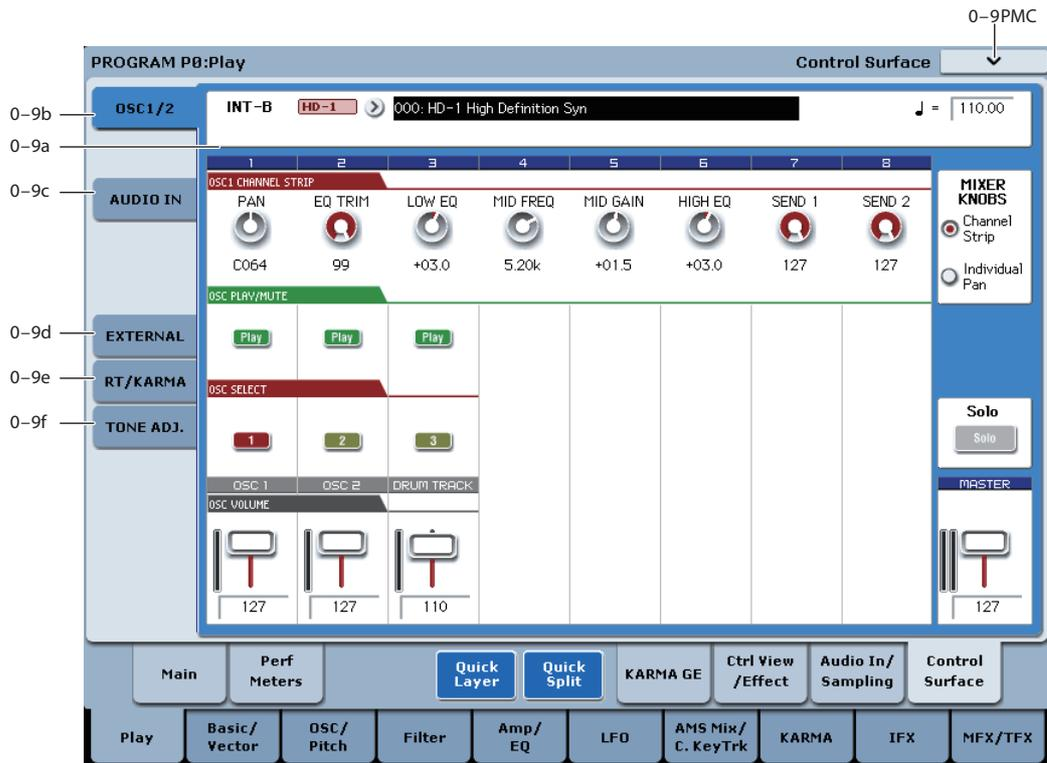 0–9PMC
PROGRAM P0:Play
Control Surface
0–9b
OSC1/2
INT-B
HD-1
000: HD-1 High Definition Syn
♩ = 110.00
0–9a
1 2 3 4 5 6 7 8
OSC1 CHANNEL STRIP
0–9c
AUDIO IN
PAN EQ TRIM LOW EQ MID FREQ MID GAIN HIGH EQ SEND 1 SEND 2
C064 99 +03.0 5.20k +01.5 +03.0 127 127
MIXER
KNOBS
Channel
Strip
Individual
Pan
OSC PLAY/MUTE
0–9d
EXTERNAL
Play Play Play
0–9e
RT/KARMA
OSC SELECT
0–9f
TONE ADJ.
1 2 3
Solo
Solo
OSC 1 OSC 2 DRUM TRACK
MASTER
OSC VOLUME
127 127 110 127
Main
Perf
Meters
Quick
Layer
Quick
Split
KARMA GE
Ctrl View
/Effect
Audio In/
Sampling
Control
Surface
Play
Basic/
Vector
OSC/
Pitch
Filter
Amp/
EQ
LFO
AMS Mix/
C. KeyTrk
KARMA
IFX
MFX/TFX